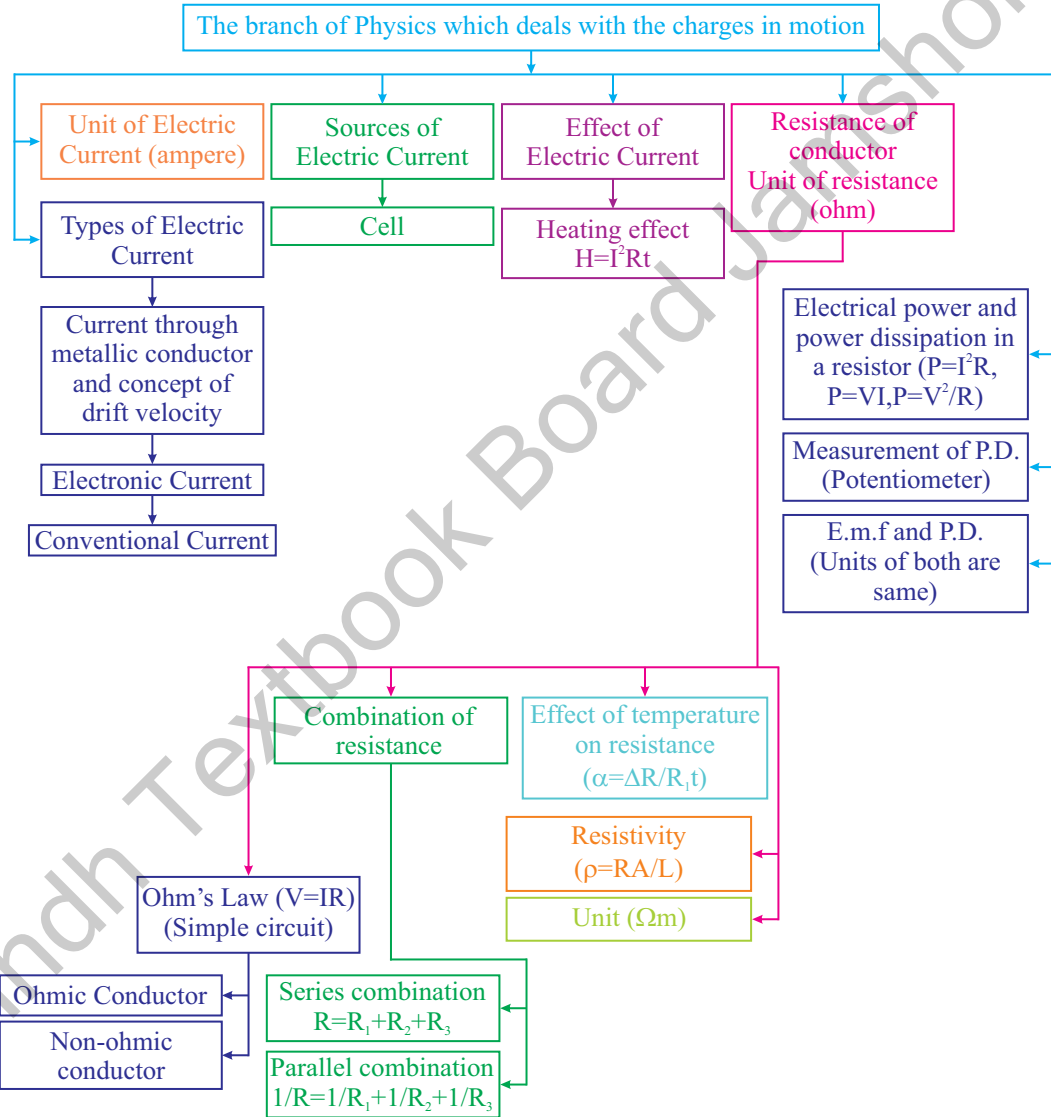 The branch of Physics which deals with the charges in motion
Unit of Electric
Current (ampere)
Sources of
Electric Current
Effect of
Electric Current
Resistance of
conductor
Unit of resistance
(ohm)
Types of Electric
Current
Cell
Heating effect
H=I²Rt
Current through
metallic conductor
and concept of
drift velocity
Electronic Current
Conventional Current
Electrical power and
power dissipation in
a resistor (P=I²R,
P=VI,P=V²/R)
Measurement of P.D.
(Potentiometer)
E.m.f and P.D.
(Units of both are
same)
Combination of
resistance
Effect of temperature
on resistance
(α=ΔR/R₁t)
Resistivity
(ρ=RA/L)
Unit (Ωm)
Ohm's Law (V=IR)
(Simple circuit)
Ohmic Conductor
Non-ohmic
conductor
Series combination
R=R₁+R₂+R₃
Parallel combination
1/R=1/R₁+1/R₂+1/R₃
indh Textbook Board Jamsho